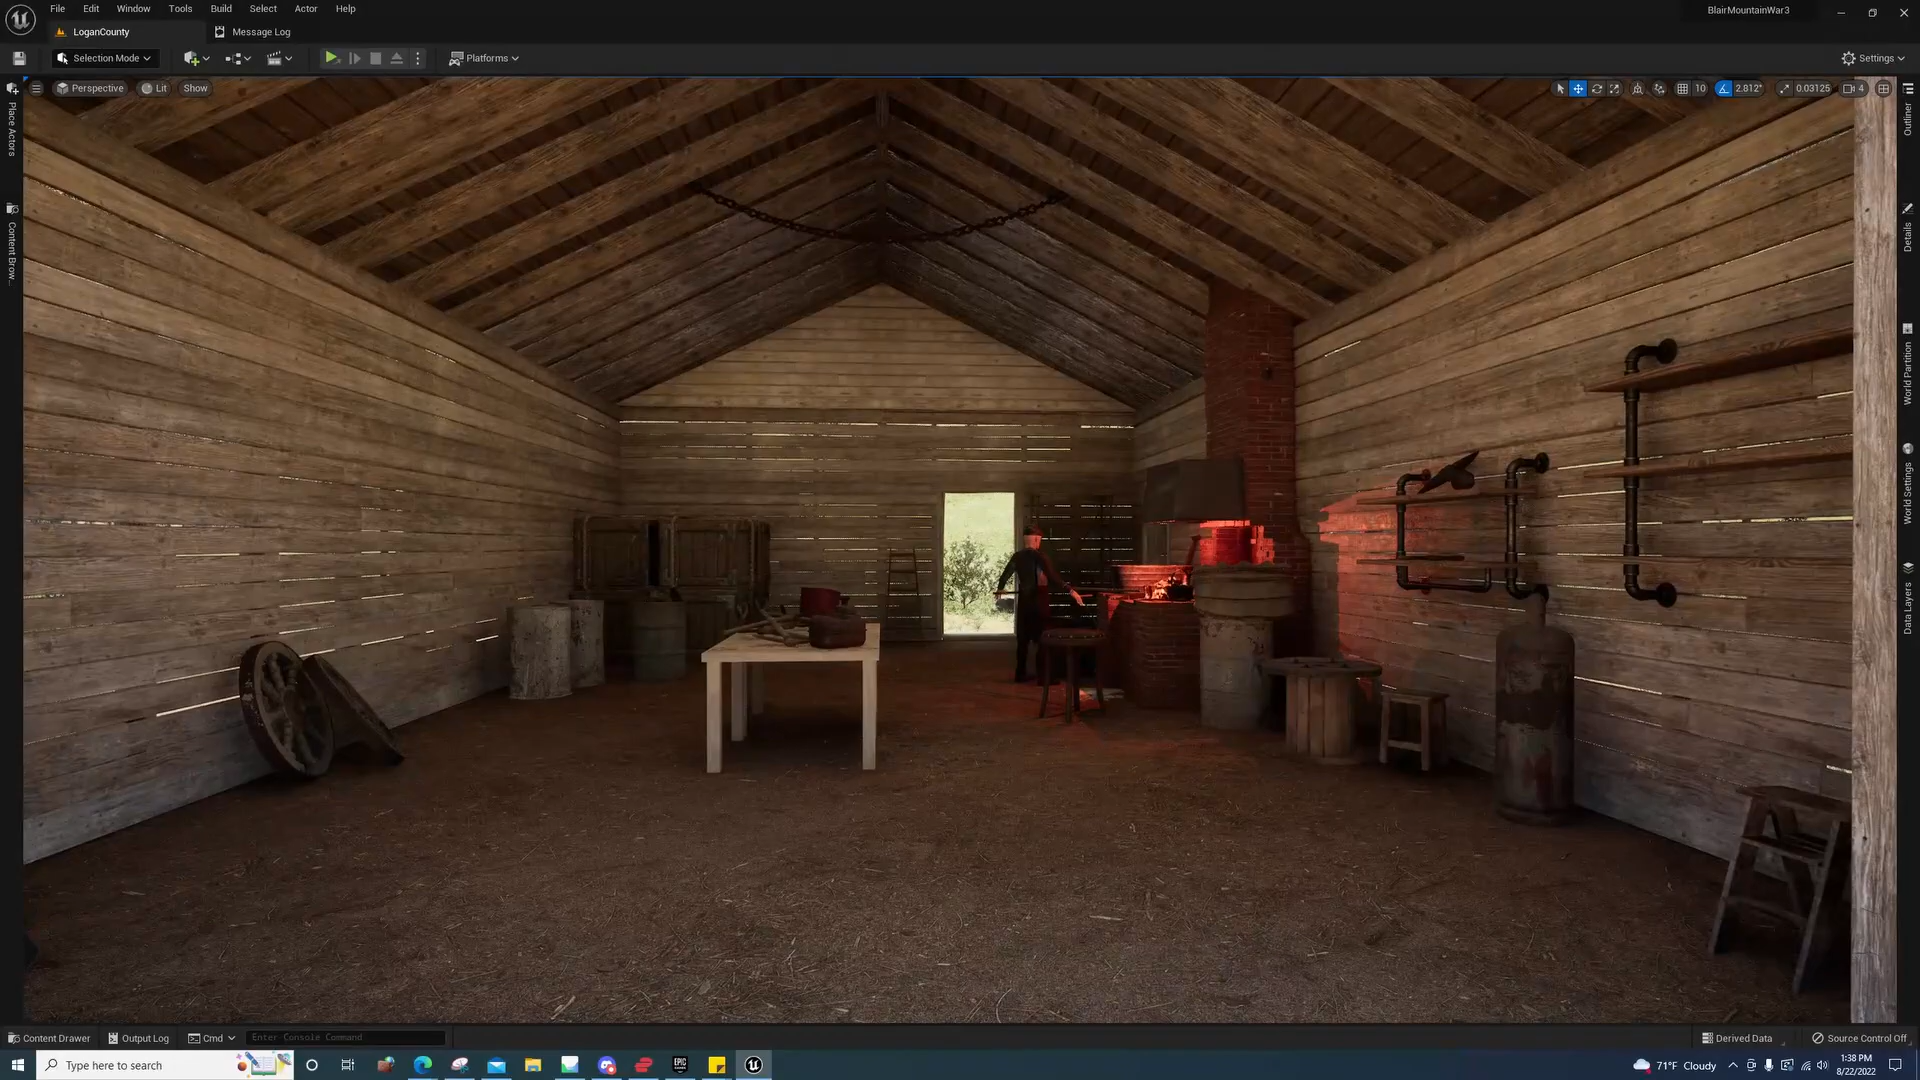 File Edit Window Tools Build Select Actor Help
BlairMountainWar3
LoganCounty
Message Log
Selection Mode
Platforms
Settings
Perspective
Lit
Show
10
2.812°
0.03125
4
Place Actors
Content Brow...
Outliner
Details
World Partition
World Settings
Data Layers
Content Drawer
Output Log
Cmd
Enter Console Command
Derived Data
Source Control Off
Type here to search
EPIC
GAMES
71°F Cloudy
1:38 PM
8/22/2022